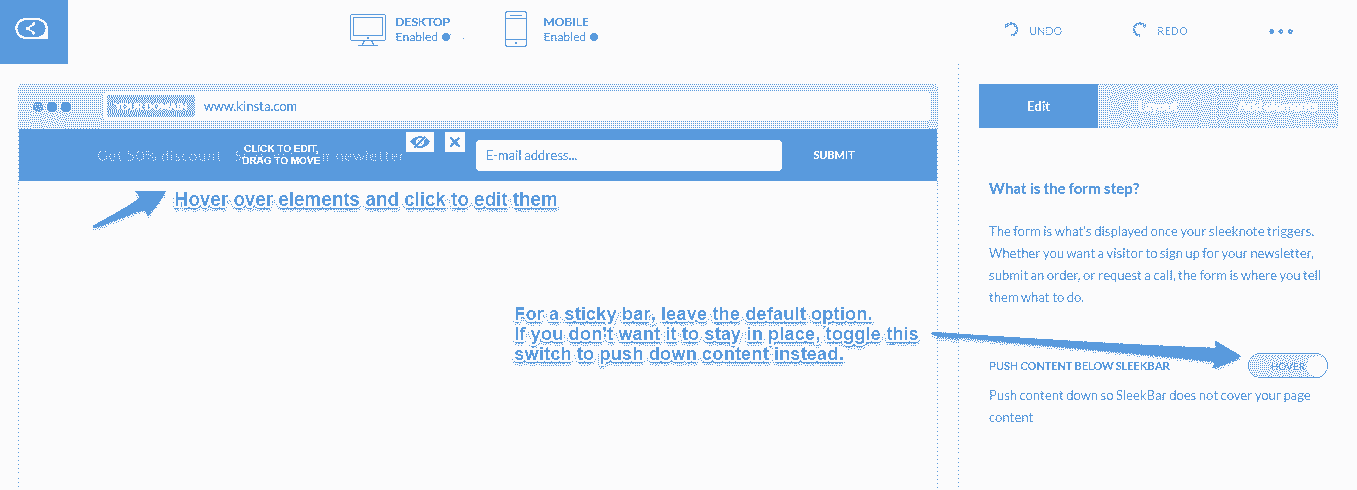 DESKTOP
Enabled
MOBILE
Enabled
UNDO
REDO
YOUR DOMAIN
www.kinsta.com
Edit
Get 50% discount
newletter
CLICK TO EDIT,
DRAG TO MOVE
E-mail address...
SUBMIT
Hover over elements and click to edit them
What is the form step?
The form is what's displayed once your sleeknote triggers.
Whether you want a visitor to sign up for your newsletter,
submit an order, or request a call, the form is where you tell
them what to do.
For a sticky bar, leave the default option.
If you don't want it to stay in place, toggle this
switch to push down content instead.
PUSH CONTENT BELOW SLEEKBAR
HOVER
Push content down so SleekBar does not cover your page
content